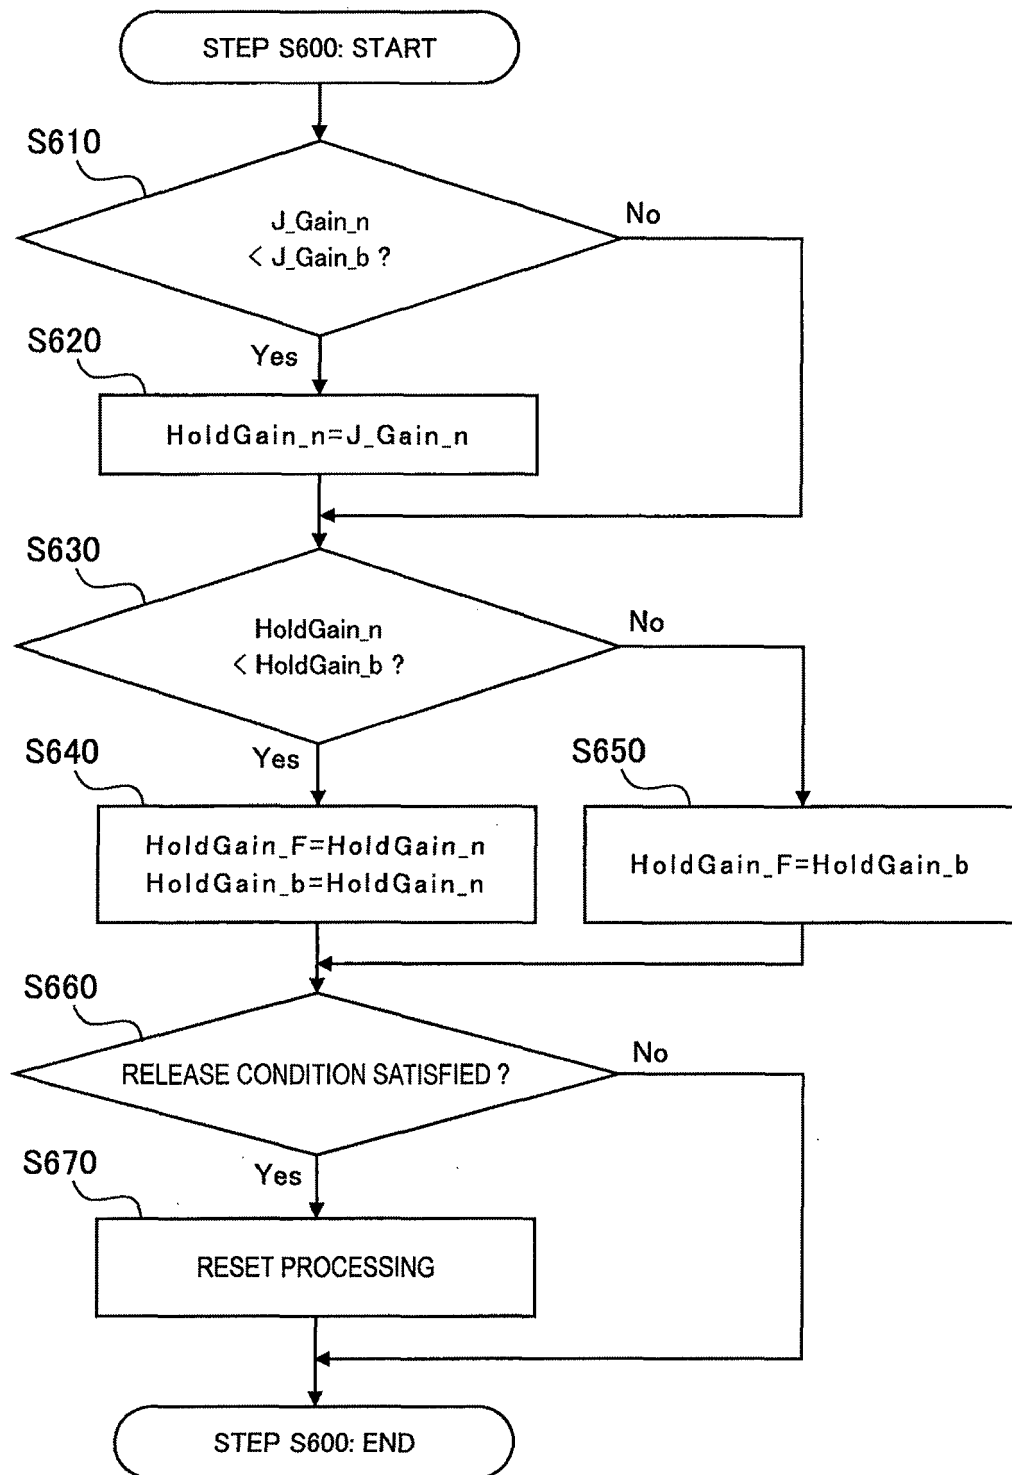 STEP S600: START
S610
J_Gain_n
< J_Gain_b ?
No
Yes
S620
HoldGain_n=J_Gain_n
S630
HoldGain_n
< HoldGain_b ?
No
Yes
S640
HoldGain_F=HoldGain_n
HoldGain_b=HoldGain_n
S650
HoldGain_F=HoldGain_b
S660
RELEASE CONDITION SATISFIED ?
No
Yes
S670
RESET PROCESSING
STEP S600: END